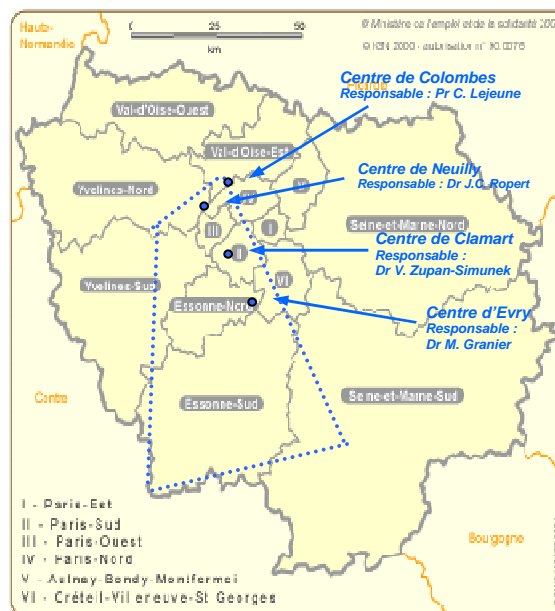 Haute-
Normandie
0 25 50
km
© Ministère de l'emploi et de la solidarité 200
© IGN 2000 - autorisation n° 90.0076
Picardie
Centre de Colombes
Responsable : Pr C. Lejeune
Val-d'Oise-Ouest
Val-d'Oise-Est
Centre de Neuilly
Responsable : Dr J.C. Ropert
Yvelines-Nord
IV
V
Seine-et-Marne-Nord
III
I
Centre de Clamart
Responsable :
Dr V. Zupan-Simunek
II
VI
Yvelines-Sud
Essonne-Nord
Centre d'Evry
Responsable :
Dr M. Granier
Centre
Essonne-Sud
Seine-et-Marne-Sud
I - Paris-Est
II - Paris-Sud
III - Paris-Ouest
IV - Paris-Nord
V - Aulnay-Bondy-Montfermeil
VI - Créteil-Villeneuve-St Georges
Bourgogne